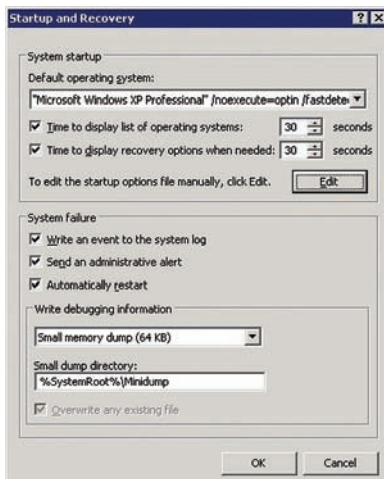 Startup and Recovery
System startup
Default operating system:
"Microsoft Windows XP Professional" /noexecute=optin /fastdete
Time to display list of operating systems: 30 seconds
Time to display recovery options when needed: 30 seconds
To edit the startup options file manually, click Edit. Edit
System failure
Write an event to the system log
Send an administrative alert
Automatically restart
Write debugging information
Small memory dump (64 KB)
Small dump directory:
%SystemRoot%\Minidump
Overwrite any existing file
OK Cancel